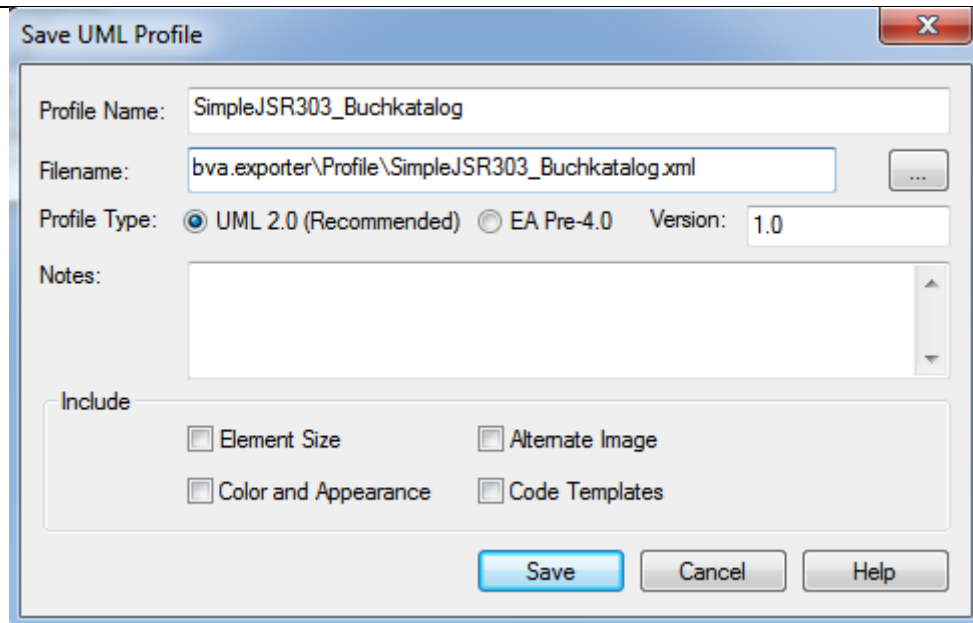 Save UML Profile
Profile Name: SimpleJSR303_Buchkatalog
Filename: bva.exporter\Profile\SimpleJSR303_Buchkatalog.xml ...
Profile Type: UML 2.0 (Recommended) EA Pre-4.0 Version: 1.0
Notes:
Include
Element Size Alternate Image
Color and Appearance Code Templates
Save Cancel Help